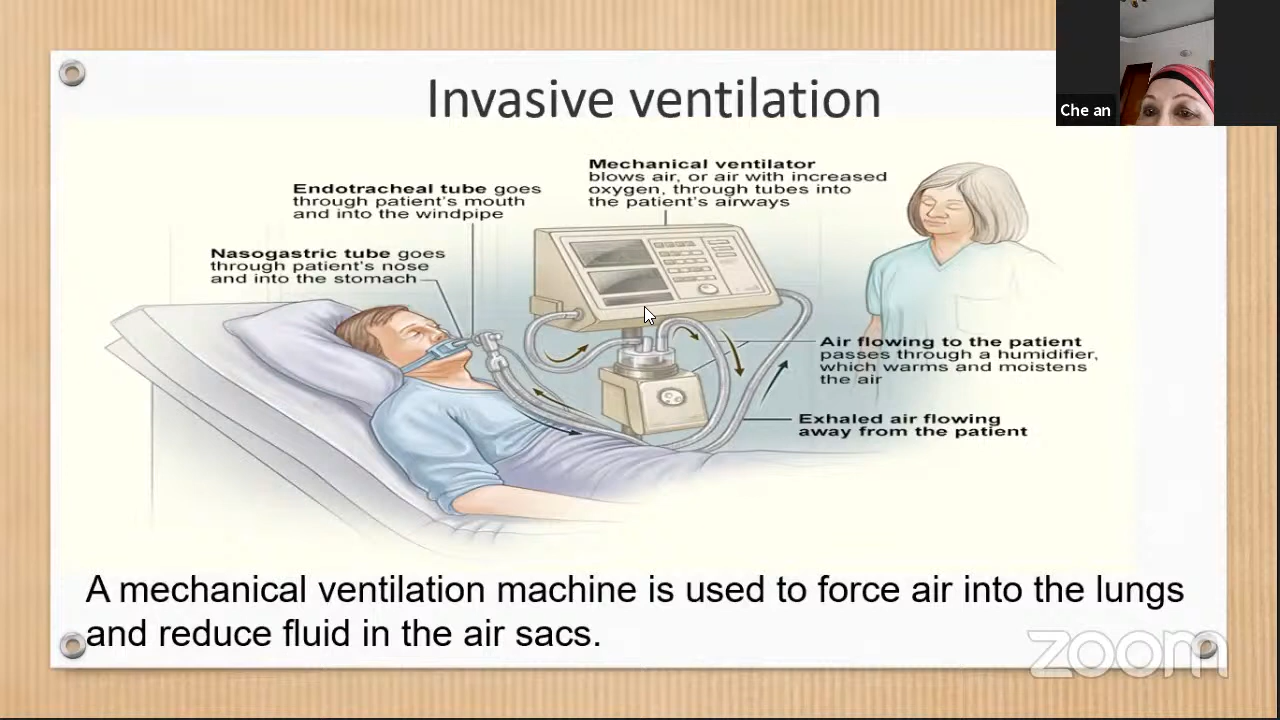 Invasive ventilation
Che an
Mechanical ventilator
blows air, or air with increased
oxygen, through tubes into
the patient's airways
Endotracheal tube goes
through patient's mouth
and into the windpipe
Nasogastric tube goes
through patient's nose
and into the stomach
Air flowing to the patient
passes through a humidifier,
which warms and moistens
the air
Exhaled air flowing
away from the patient
A mechanical ventilation machine is used to force air into the lungs
and reduce fluid in the air sacs.
zoom